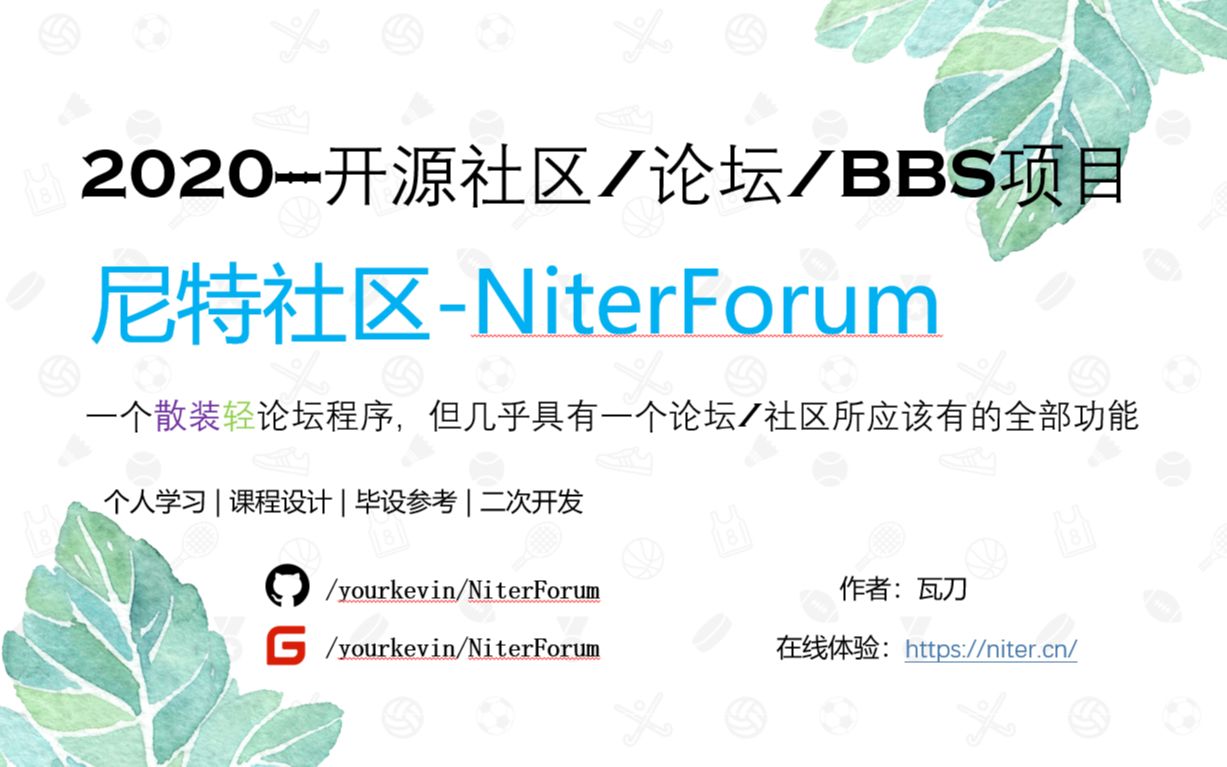 2020---开源社区/论坛/BBS项目
尼特社区-NiterForum
一个散装轻论坛程序，但几乎具有一个论坛/社区所应该有的全部功能
个人学习 | 课程设计 | 毕设参考 | 二次开发
/yourkevin/NiterForum
作者：瓦刀
/yourkevin/NiterForum
在线体验：https://niter.cn/